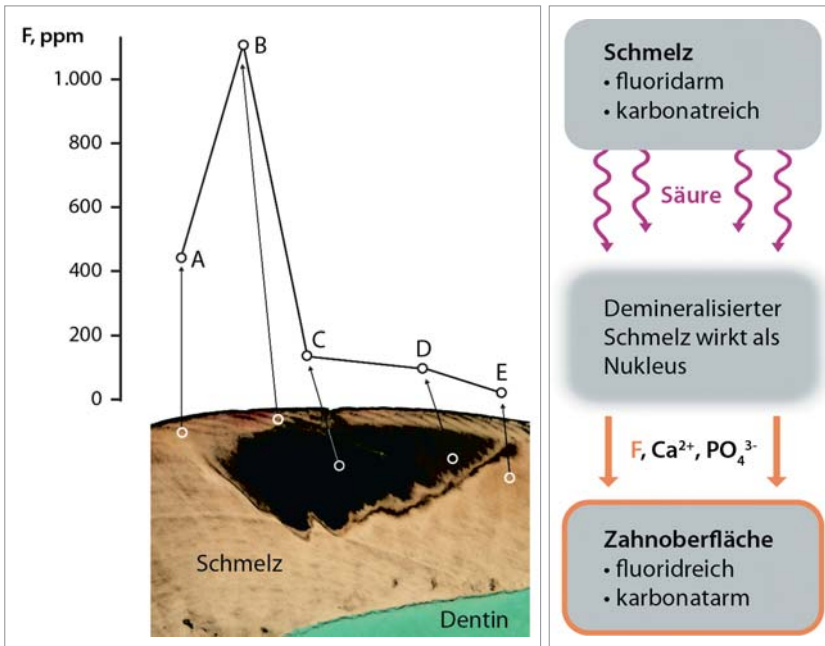 F, ppm
1.000
800
600
400
200
0
A
B
C
D
E
Schmelz
Dentin
Schmelz
• fluoridarm
• karbonatreich
Säure
Demineralisierter
Schmelz wirkt als
Nukleus
F, Ca²⁺, PO₄³⁻
Zahnoberfläche
• fluoridreich
• karbonatarm